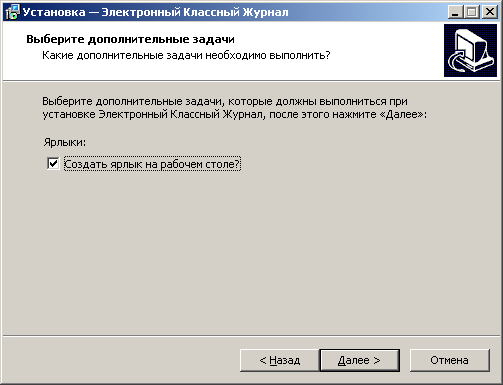 Установка — Электронный Классный Журнал
Выберите дополнительные задачи
Какие дополнительные задачи необходимо выполнить?
Выберите дополнительные задачи, которые должны выполниться при
установке Электронный Классный Журнал, после этого нажмите «Далее»:
Ярлыки:
Создать ярлык на рабочем столе?
< Назад
Далее >
Отмена